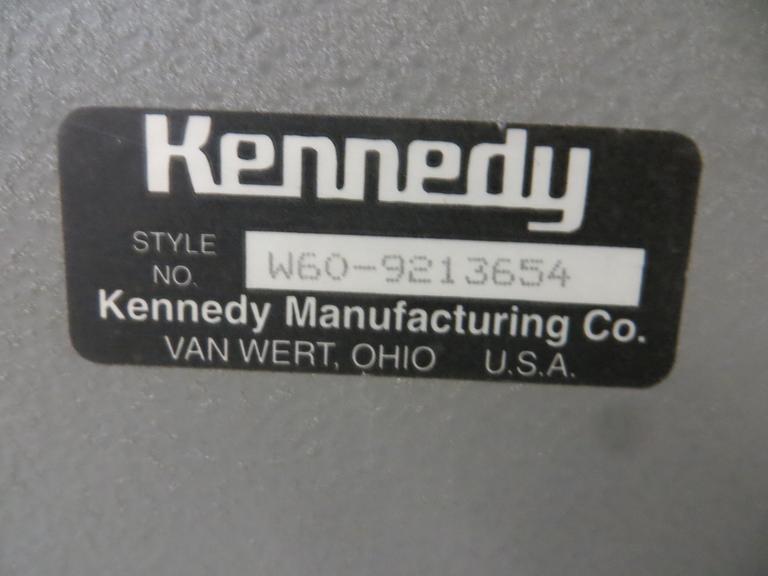 Kennedy
STYLE NO. W60-9213654
Kennedy Manufacturing Co.
VAN WERT, OHIO U.S.A.